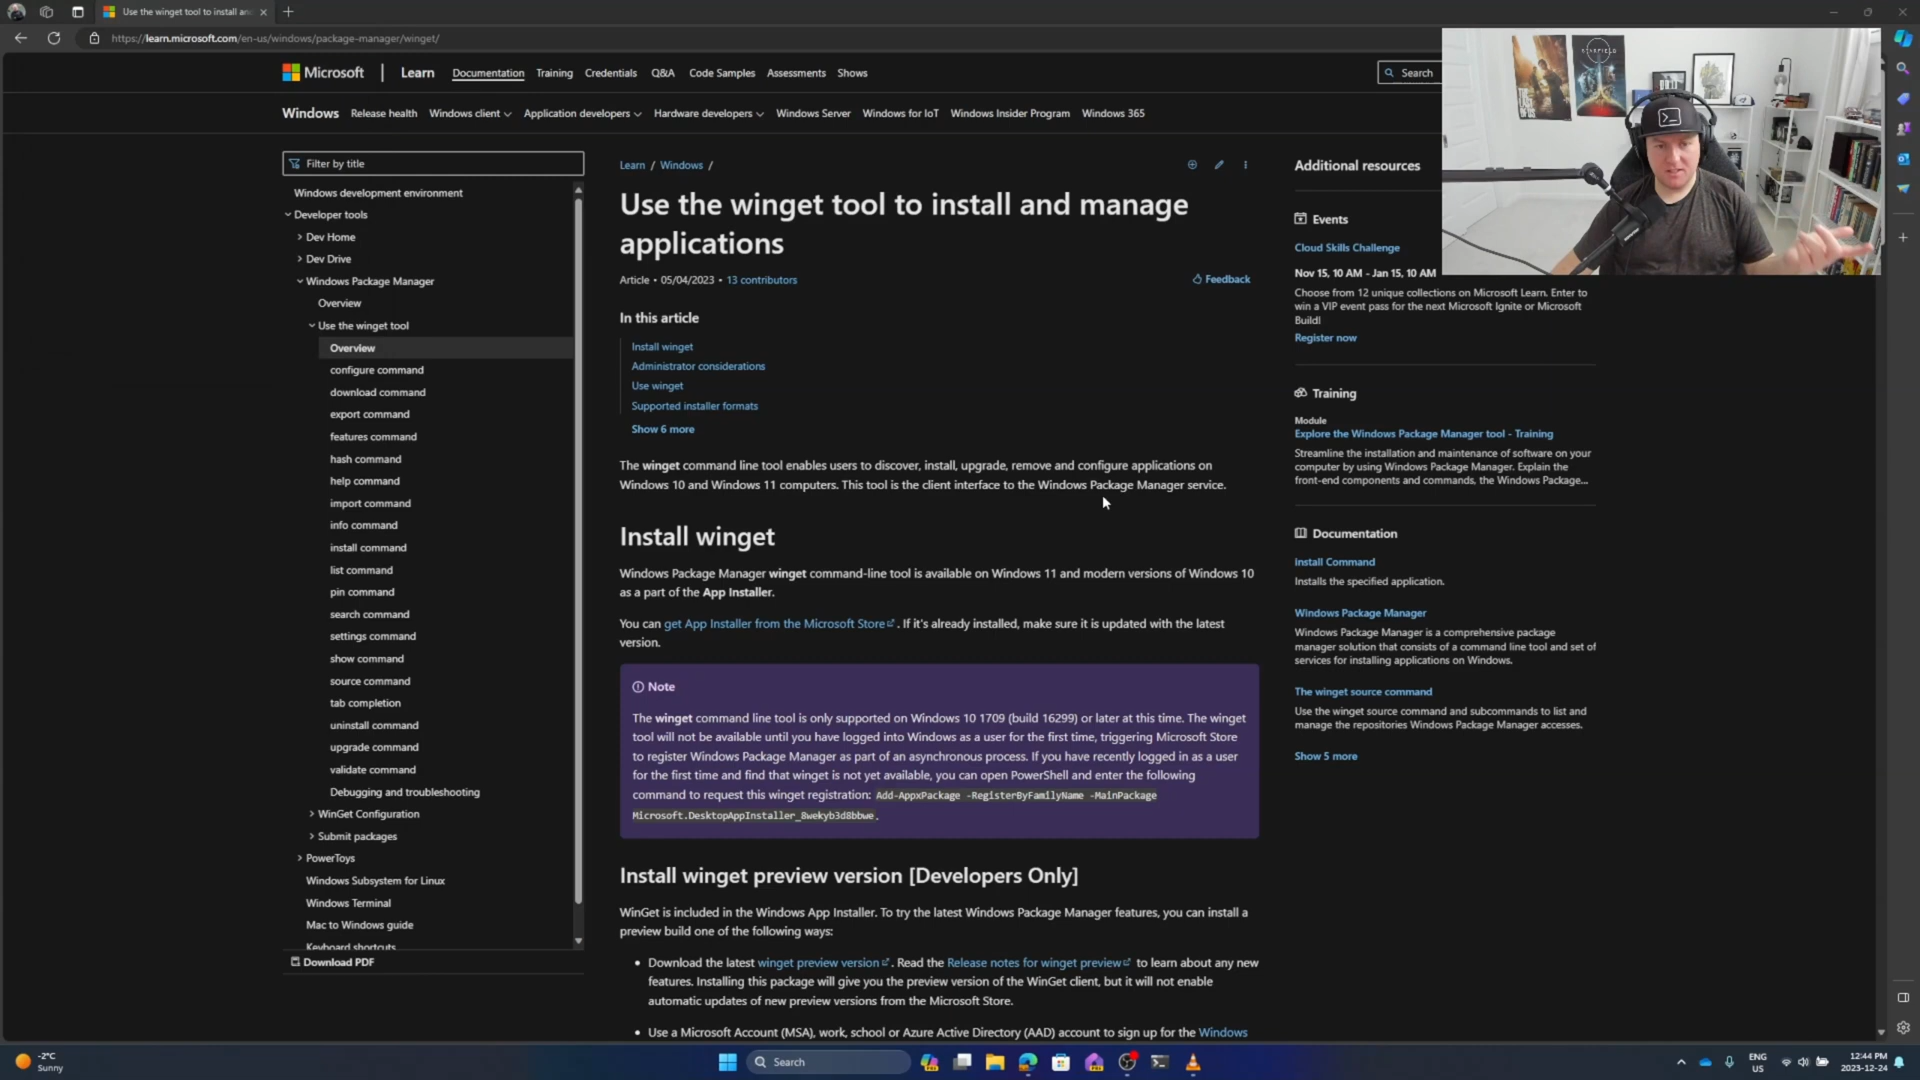 Use the winget tool to install and
https://learn.microsoft.com/en-us/windows/package-manager/winget/
Microsoft
Learn
Documentation
Training
Credentials
Q&A
Code Samples
Assessments
Shows
Search
Windows
Release health
Windows client
Application developers
Hardware developers
Windows Server
Windows for IoT
Windows Insider Program
Windows 365
Filter by title
Windows development environment
Developer tools
Dev Home
Dev Drive
Windows Package Manager
Overview
Use the winget tool
Overview
configure command
download command
export command
features command
hash command
help command
import command
info command
install command
list command
pin command
search command
settings command
show command
source command
tab completion
uninstall command
upgrade command
validate command
Debugging and troubleshooting
WinGet Configuration
Submit packages
PowerToys
Windows Subsystem for Linux
Windows Terminal
Mac to Windows guide
Keyboard shortcuts
Download PDF
Learn / Windows /
Use the winget tool to install and manage
applications
Article • 05/04/2023 • 13 contributors
Feedback
In this article
Install winget
Administrator considerations
Use winget
Supported installer formats
Show 6 more
The winget command line tool enables users to discover, install, upgrade, remove and configure applications on
Windows 10 and Windows 11 computers. This tool is the client interface to the Windows Package Manager service.
Install winget
Windows Package Manager winget command-line tool is available on Windows 11 and modern versions of Windows 10
as a part of the App Installer.
You can get App Installer from the Microsoft Store. If it's already installed, make sure it is updated with the latest
version.
Note
The winget command line tool is only supported on Windows 10 1709 (build 16299) or later at this time. The winget
tool will not be available until you have logged into Windows as a user for the first time, triggering Microsoft Store
to register Windows Package Manager as part of an asynchronous process. If you have recently logged in as a user
for the first time and find that winget is not yet available, you can open PowerShell and enter the following
command to request this winget registration: Add-AppxPackage -RegisterByFamilyName -MainPackage
Microsoft.DesktopAppInstaller_8wekyb3d8bbwe.
Install winget preview version [Developers Only]
WinGet is included in the Windows App Installer. To try the latest Windows Package Manager features, you can install a
preview build one of the following ways:
• Download the latest winget preview version. Read the Release notes for winget preview to learn about any new
features. Installing this package will give you the preview version of the WinGet client, but it will not enable
automatic updates of new preview versions from the Microsoft Store.
• Use a Microsoft Account (MSA), work, school or Azure Active Directory (AAD) account to sign up for the Windows
Additional resources
Events
Cloud Skills Challenge
Nov 15, 10 AM - Jan 15, 10 AM
Choose from 12 unique collections on Microsoft Learn. Enter to
win a VIP event pass for the next Microsoft Ignite or Microsoft
Build!
Register now
Training
Module
Explore the Windows Package Manager tool - Training
Streamline the installation and maintenance of software on your
computer by using Windows Package Manager. Explain the
front-end components and commands, the Windows Package...
Documentation
Install Command
Installs the specified application.
Windows Package Manager
Windows Package Manager is a comprehensive package
manager solution that consists of a command line tool and set of
services for installing applications on Windows.
The winget source command
Use the winget source command and subcommands to list and
manage the repositories Windows Package Manager accesses.
Show 5 more
STARFIELD
THE LAST OF US
-2°C
Sunny
Search
ENG
US
12:44 PM
2023-12-24